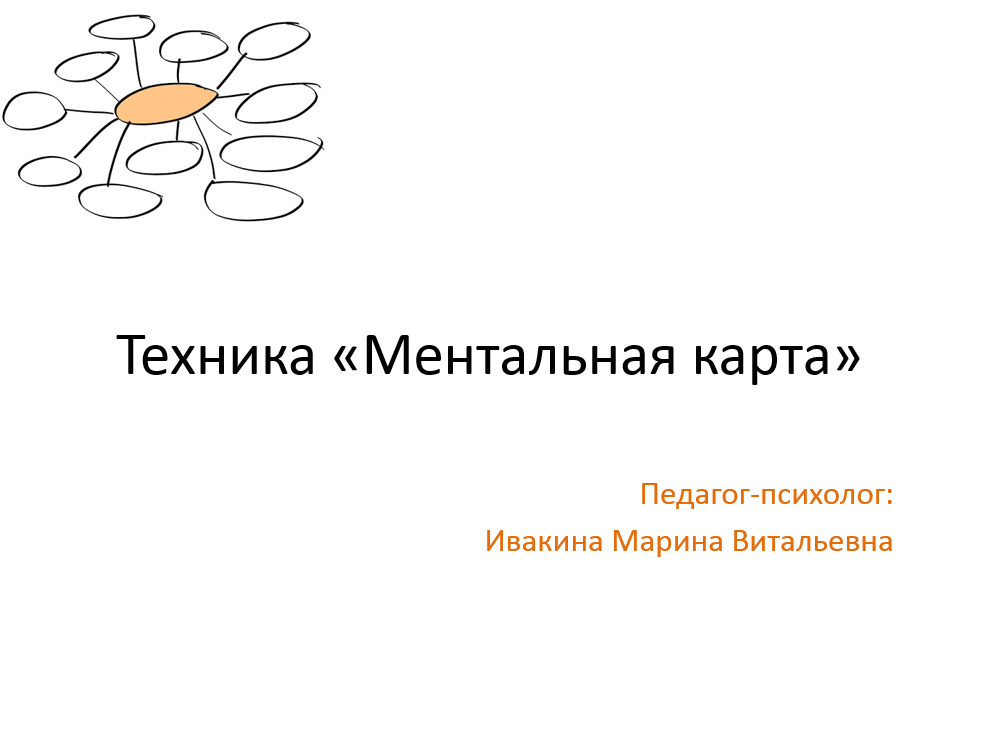 Техника «Ментальная карта»
Педагог-психолог:
Ивакина Марина Витальевна